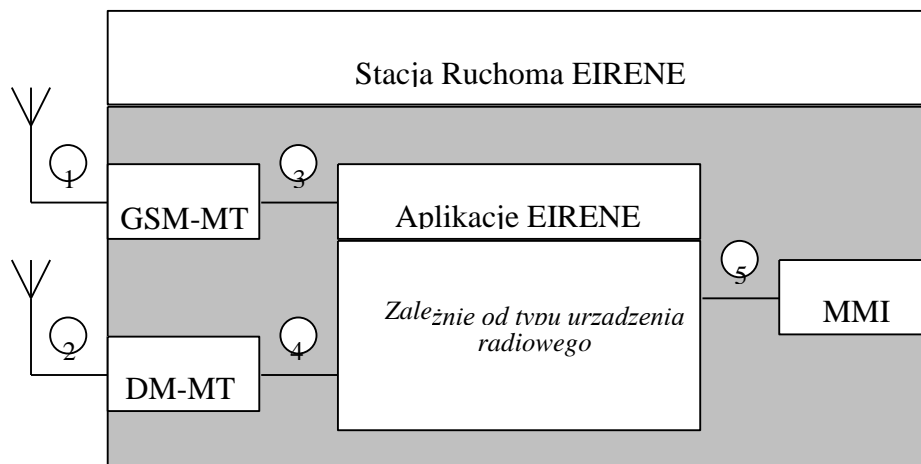 Stacja Ruchoma EIRENE
1
3
GSM-MT
Aplikacje EIRENE
5
Zależnie od typu urządzenia
radiowego
MMI
2
4
DM-MT